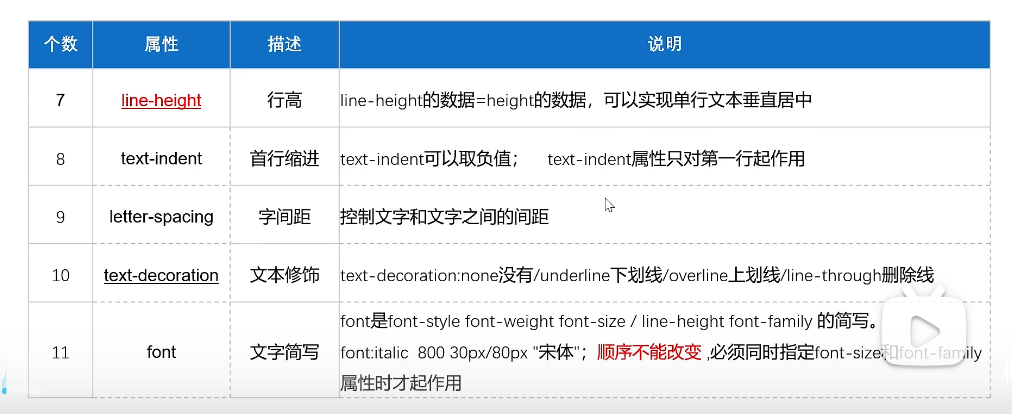 个数 属性 描述 说明
7 line-height 行高 line-height的数据=height的数据，可以实现单行文本垂直居中
8 text-indent 首行缩进 text-indent可以取负值； text-indent属性只对第一行起作用
9 letter-spacing 字间距 控制文字和文字之间的间距
10 text-decoration 文本修饰 text-decoration:none没有/underline下划线/overline上划线/line-through删除线
font是font-style font-weight font-size / line-height font-family 的简写。
11 font 文字简写 font:italic 800 30px/80px "宋体"；顺序不能改变 ,必须同时指定font-size和font-family
属性时才起作用